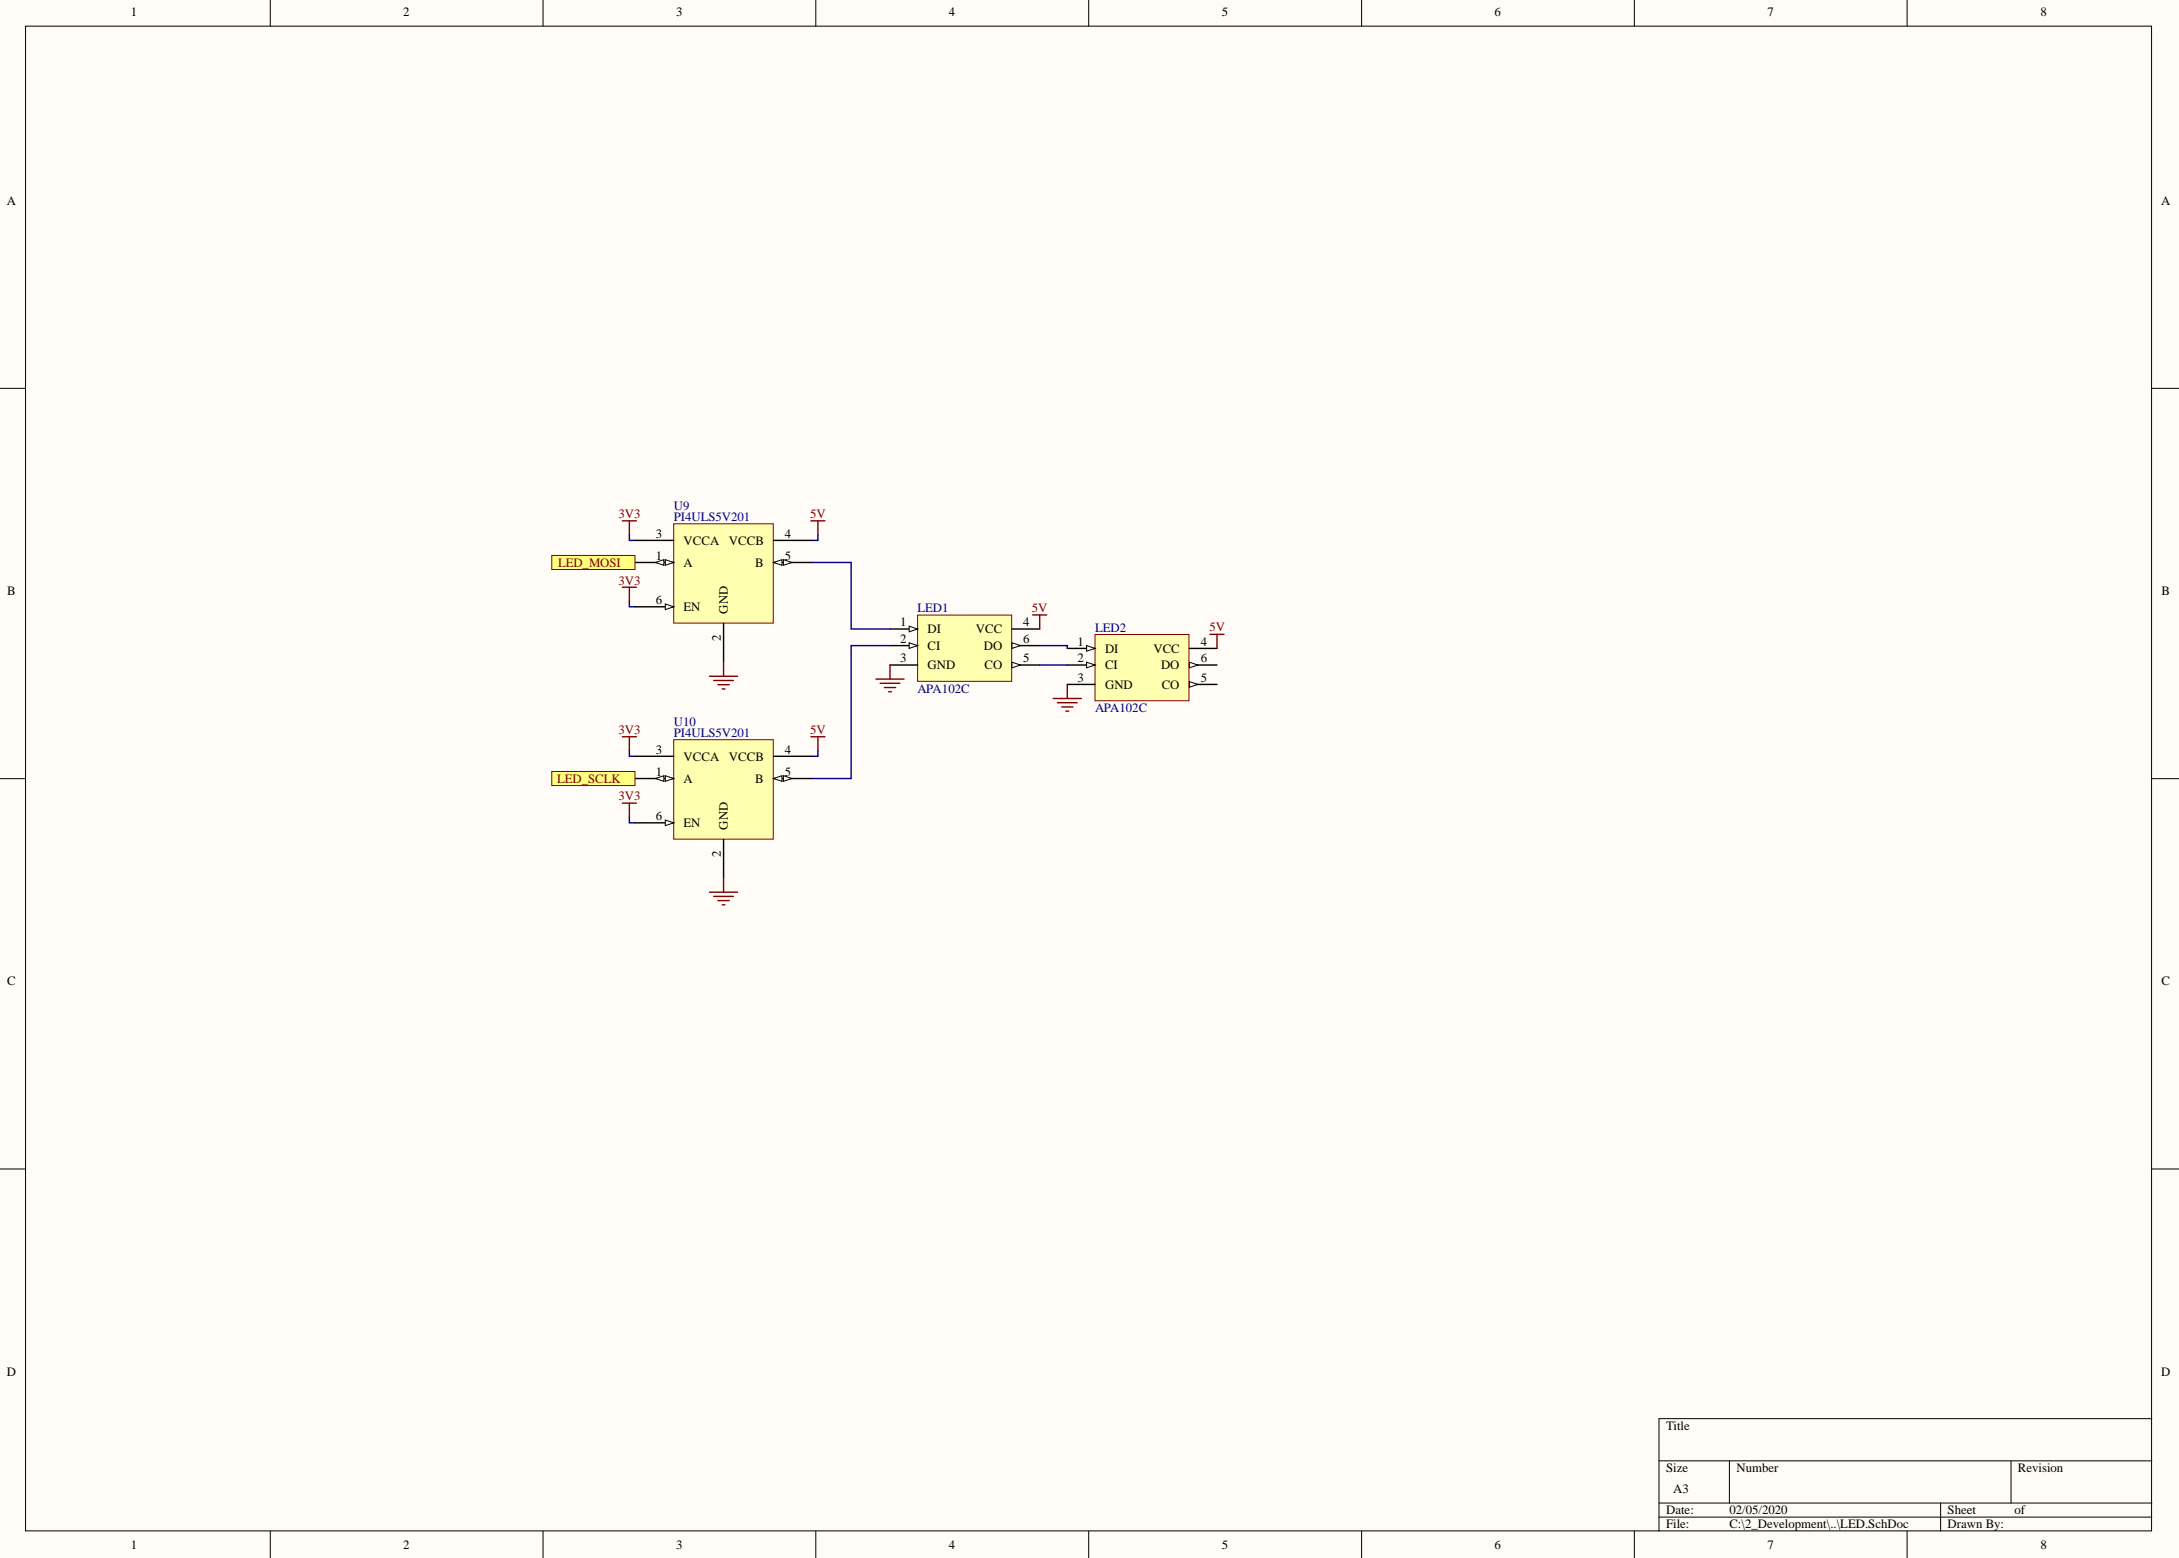 1 2 3 4 5 6 7 8
A A
U9
PI4ULS5V201
3V3 5V
3 VCCA VCCB 4
LED_MOSI 1 A B 5
3V3
B B
6 EN GND
2
LED1
5V
1 DI VCC 4
2 CI DO 6
3 GND CO 5
APA102C
LED2
5V
1 DI VCC 4
2 CI DO 6
3 GND CO 5
APA102C
U10
PI4ULS5V201
3V3 5V
3 VCCA VCCB 4
LED_SCLK 1 A B 5
3V3
6 EN GND
2
C C
D D
Title
Size Number Revision
A3
Date: 02/05/2020 Sheet of
File: C:\2_Development\..\LED.SchDoc Drawn By:
1 2 3 4 5 6 7 8